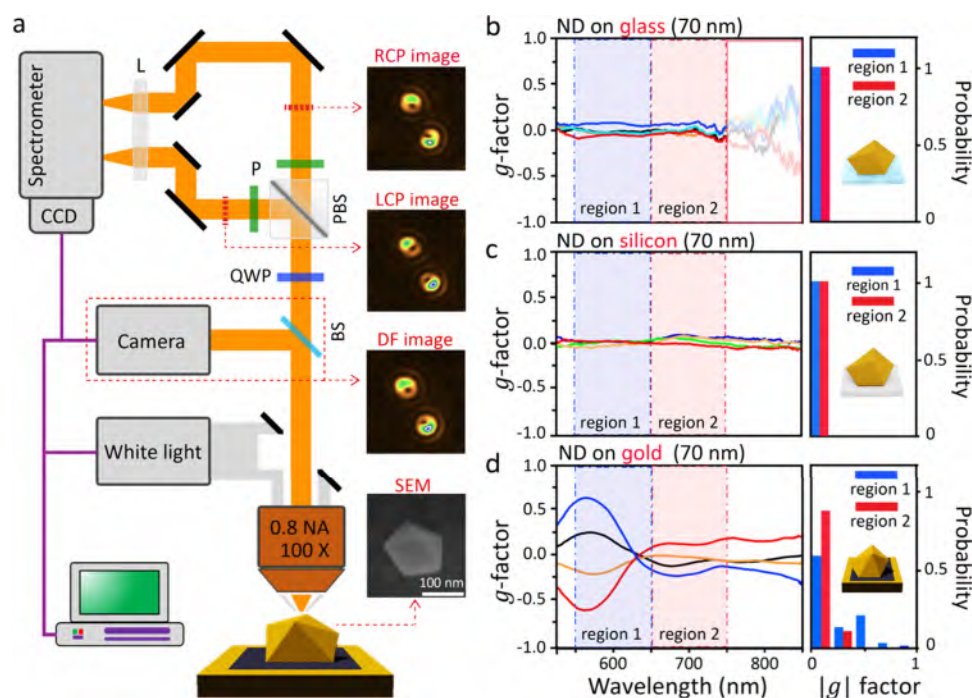 a
Spectrometer
CCD
L
P
PBS
QWP
BS
Camera
White light
0.8 NA
100 X
RCP image
LCP image
DF image
SEM
100 nm
b
ND on glass (70 nm)
g-factor
1.0
0.5
0.0
-0.5
-1.0
region 1
region 2
region 1
region 2
1
0.5
0
Probability
c
ND on silicon (70 nm)
g-factor
1.0
0.5
0.0
-0.5
-1.0
region 1
region 2
region 1
region 2
1
0.5
0
Probability
d
ND on gold (70 nm)
g-factor
1.0
0.5
0.0
-0.5
-1.0
region 1
region 2
600 700 800
Wavelength (nm)
region 1
region 2
1
0.5
0
Probability
0 1
|g| factor